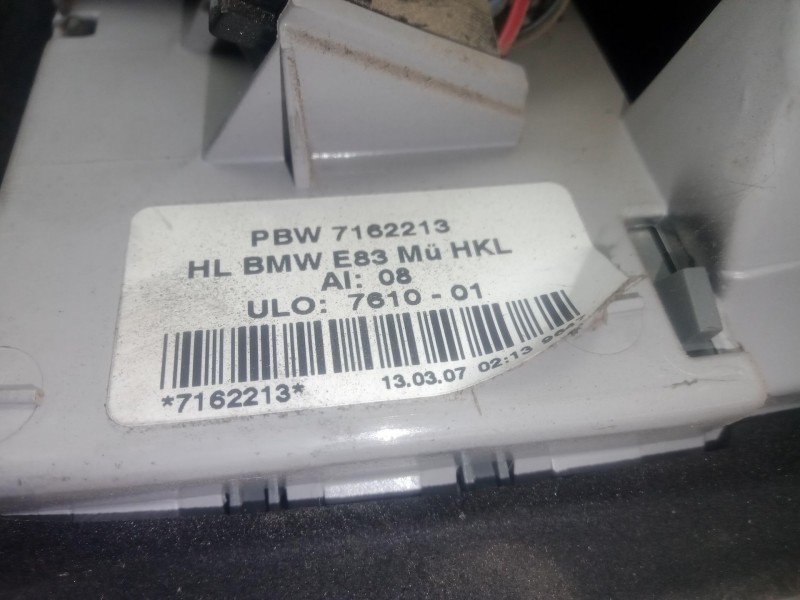 PBW 7162213
HL BMW E83 Mü HKL
AI: 08
ULO: 7610 - 01
*7162213* 13.03.07 02:13